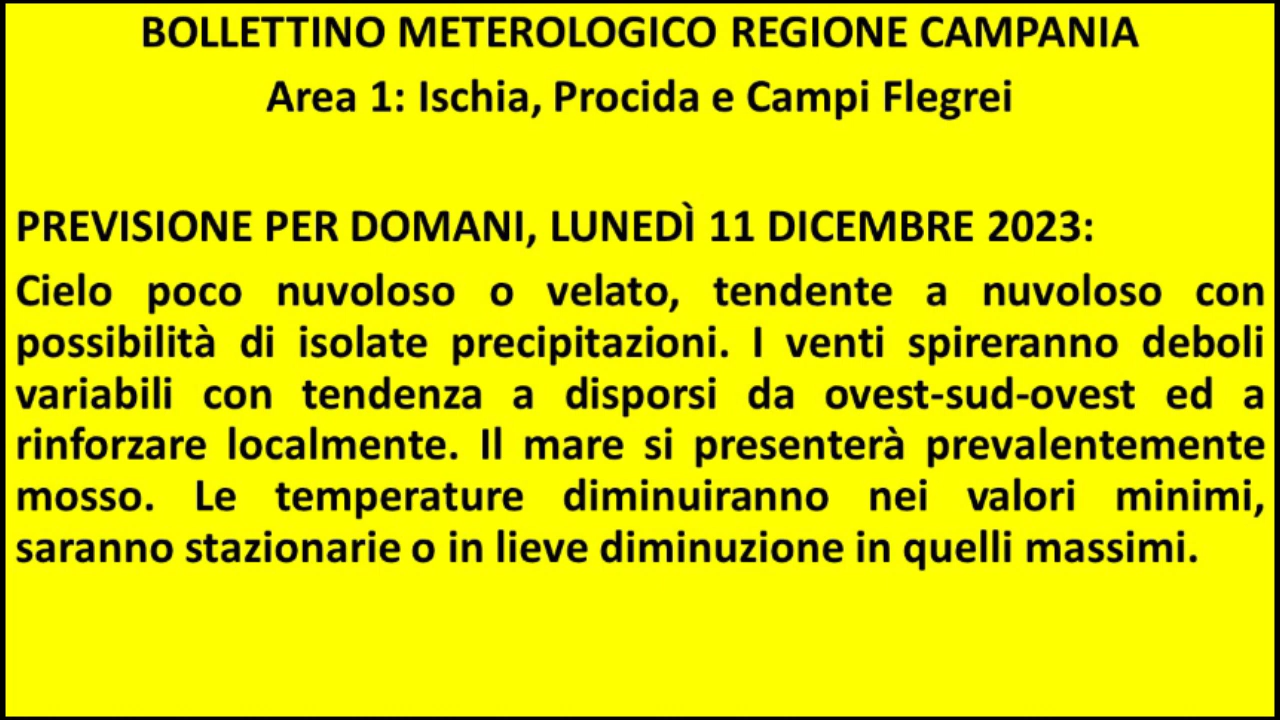 BOLLETTINO METEROLOGICO REGIONE CAMPANIA
Area 1: Ischia, Procida e Campi Flegrei
PREVISIONE PER DOMANI, LUNEDÌ 11 DICEMBRE 2023:
Cielo poco nuvoloso o velato, tendente a nuvoloso con
possibilità di isolate precipitazioni. I venti spireranno deboli
variabili con tendenza a disporsi da ovest-sud-ovest ed a
rinforzare localmente. Il mare si presenterà prevalentemente
mosso. Le temperature diminuiranno nei valori minimi,
saranno stazionarie o in lieve diminuzione in quelli massimi.